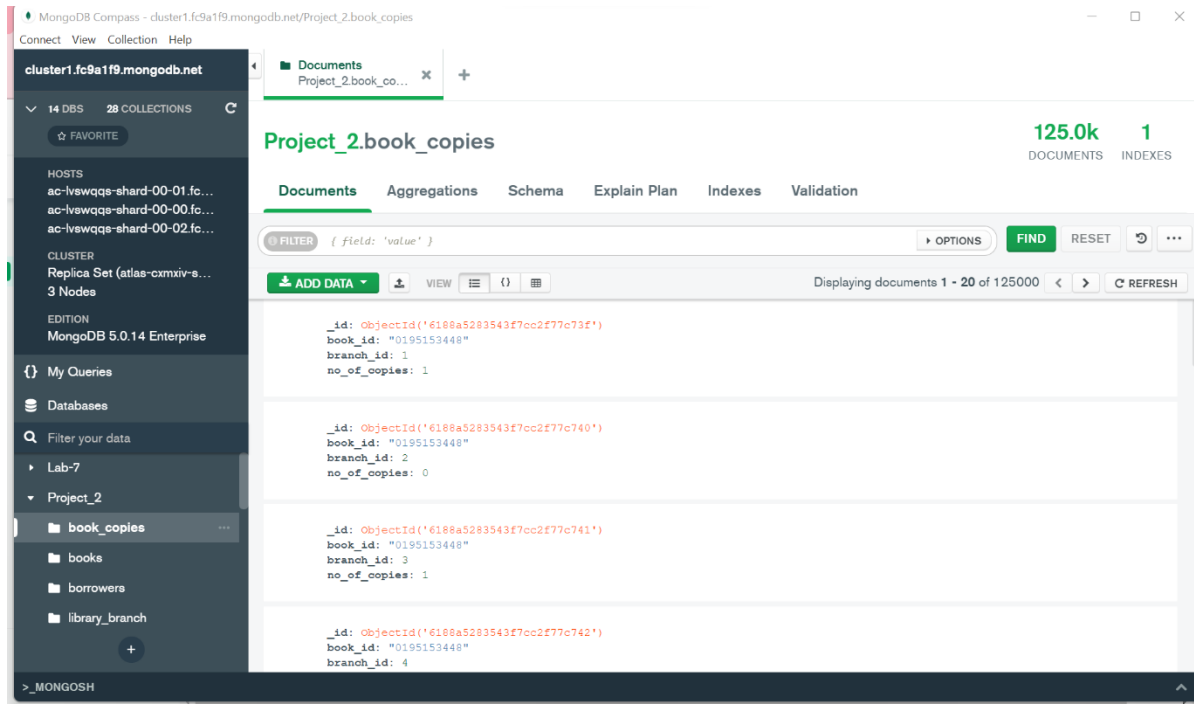 MongoDB Compass - cluster1.fc9a1f9.mongodb.net/Project_2.book_copies
Connect View Collection Help
cluster1.fc9a1f9.mongodb.net
14 DBS 28 COLLECTIONS
FAVORITE
HOSTS
ac-lvswqqs-shard-00-01.fc...
ac-lvswqqs-shard-00-00.fc...
ac-lvswqqs-shard-00-02.fc...
CLUSTER
Replica Set (atlas-cxmxiv-s...
3 Nodes
EDITION
MongoDB 5.0.14 Enterprise
{} My Queries
Databases
Filter your data
Lab-7
Project_2
book_copies ...
books
borrowers
library_branch
+
>_MONGOSH
Documents
Project_2.book_co...
Project_2.book_copies
125.0k DOCUMENTS
1 INDEXES
Documents Aggregations Schema Explain Plan Indexes Validation
FILTER { field: 'value' } OPTIONS FIND RESET ...
ADD DATA VIEW {} Displaying documents 1 - 20 of 125000 < > REFRESH
_id: ObjectId('6188a5283543f7cc2f77c73f')
book_id: "0195153448"
branch_id: 1
no_of_copies: 1
_id: ObjectId('6188a5283543f7cc2f77c740')
book_id: "0195153448"
branch_id: 2
no_of_copies: 0
_id: ObjectId('6188a5283543f7cc2f77c741')
book_id: "0195153448"
branch_id: 3
no_of_copies: 1
_id: ObjectId('6188a5283543f7cc2f77c742')
book_id: "0195153448"
branch_id: 4